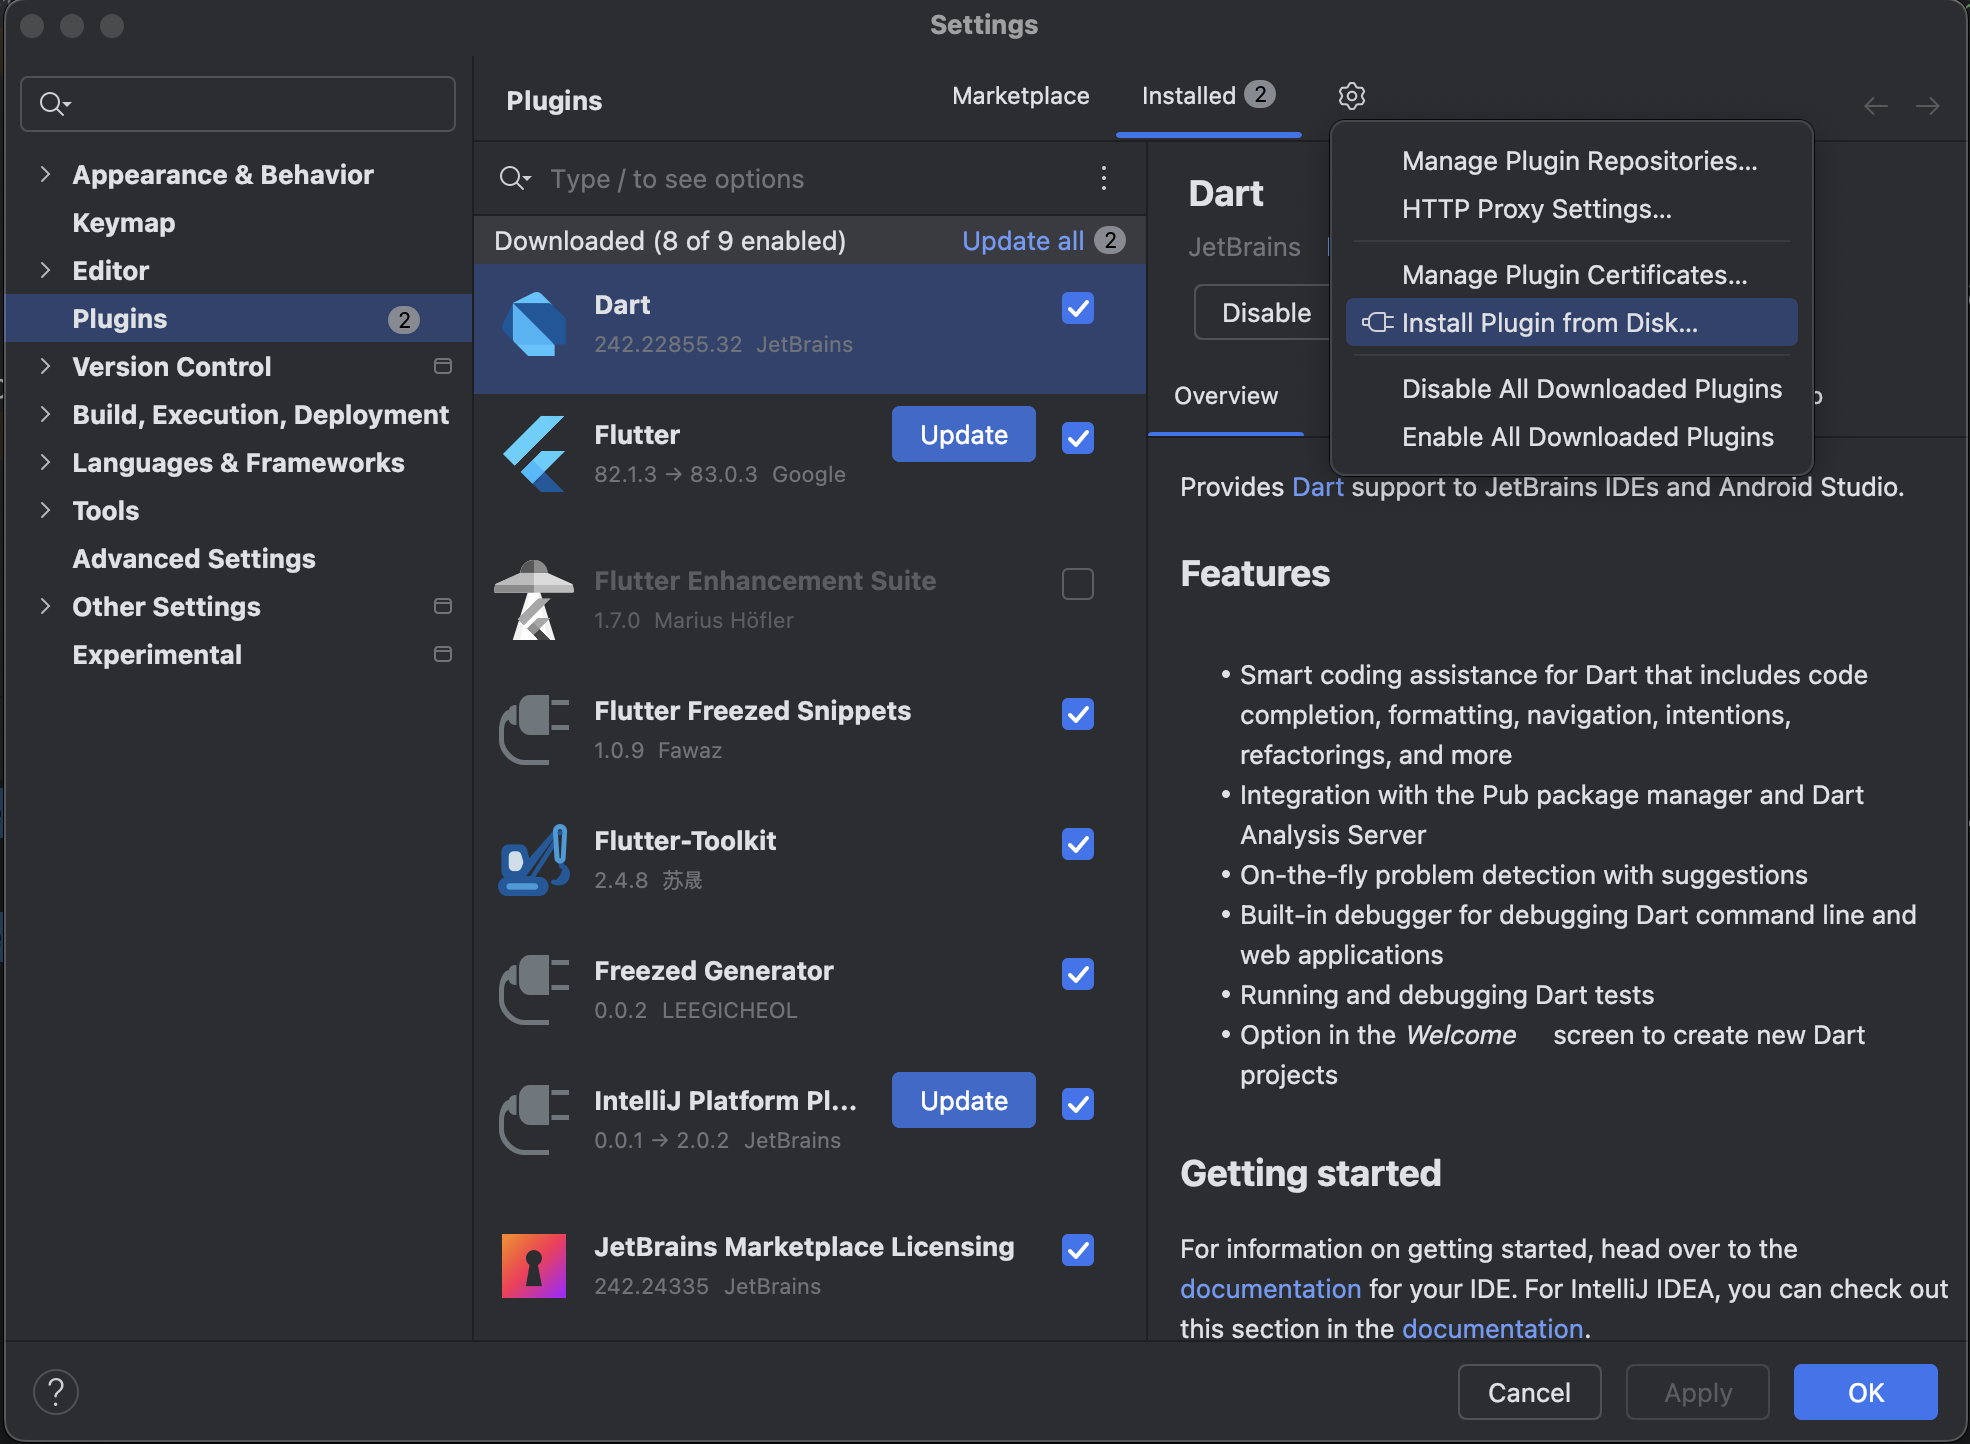 Settings
Appearance & Behavior
Keymap
Editor
Plugins
2
Version Control
Build, Execution, Deployment
Languages & Frameworks
Tools
Advanced Settings
Other Settings
Experimental
Plugins
Marketplace
Installed 2
Type / to see options
Downloaded (8 of 9 enabled)
Update all 2
Dart
242.22855.32 JetBrains
Flutter
82.1.3 → 83.0.3 Google
Update
Flutter Enhancement Suite
1.7.0 Marius Höfler
Flutter Freezed Snippets
1.0.9 Fawaz
Flutter-Toolkit
2.4.8 苏晟
Freezed Generator
0.0.2 LEEGICHEOL
IntelliJ Platform Pl...
0.0.1 → 2.0.2 JetBrains
Update
JetBrains Marketplace Licensing
242.24335 JetBrains
Dart
JetBrains
Disable
Overview
Manage Plugin Repositories...
HTTP Proxy Settings...
Manage Plugin Certificates...
Install Plugin from Disk...
Disable All Downloaded Plugins
Enable All Downloaded Plugins
Provides Dart support to JetBrains IDEs and Android Studio.
Features
• Smart coding assistance for Dart that includes code
completion, formatting, navigation, intentions,
refactorings, and more
• Integration with the Pub package manager and Dart
Analysis Server
• On-the-fly problem detection with suggestions
• Built-in debugger for debugging Dart command line and
web applications
• Running and debugging Dart tests
• Option in the Welcome screen to create new Dart
projects
Getting started
For information on getting started, head over to the
documentation for your IDE. For IntelliJ IDEA, you can check out
this section in the documentation.
?
Cancel
Apply
OK